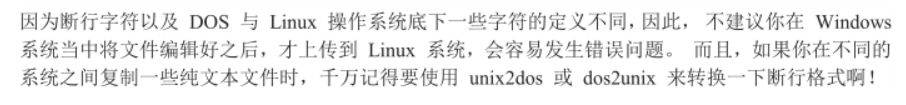 因为断行字符以及 DOS 与 Linux 操作系统底下一些字符的定义不同,因此, 不建议你在 Windows
系统当中将文件编辑好之后，才上传到 Linux 系统，会容易发生错误问题。 而且，如果你在不同的
系统之间复制一些纯文本文件时，千万记得要使用 unix2dos 或 dos2unix 来转换一下断行格式啊！